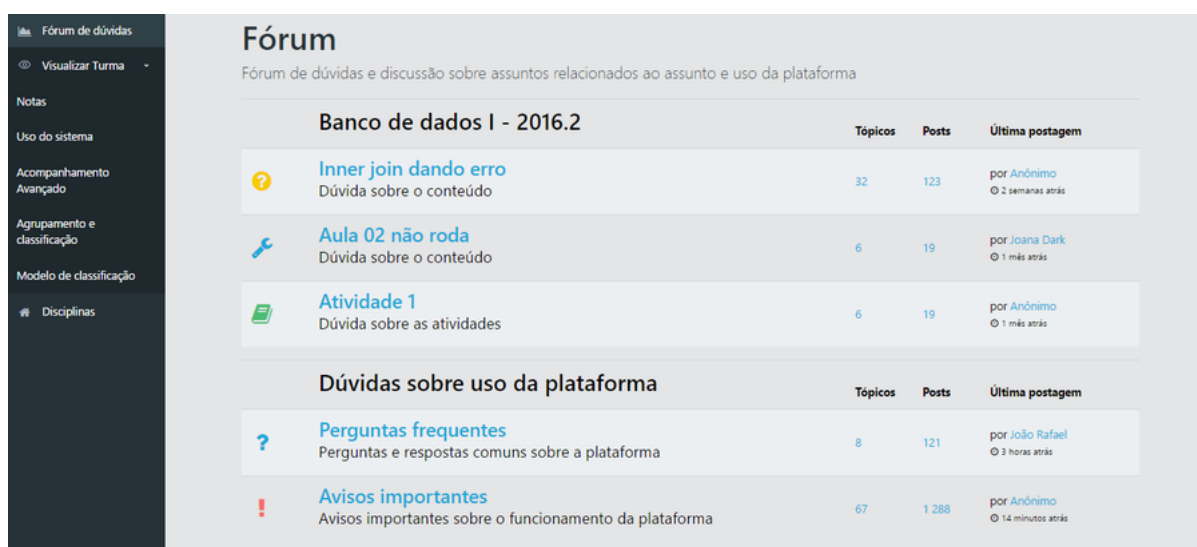 Fórum de dúvidas
Visualizar Turma
Notas
Uso do sistema
Acompanhamento
Avançado
Agrupamento e
classificação
Modelo de classificação
Disciplinas
Fórum
Fórum de dúvidas e discussão sobre assuntos relacionados ao assunto e uso da plataforma
Banco de dados I - 2016.2 Tópicos Posts Última postagem
Inner join dando erro
Dúvida sobre o conteúdo
32 123
por Anônimo
2 semanas atrás
Aula 02 não roda
Dúvida sobre o conteúdo
6 19
por Joana Dark
1 mês atrás
Atividade 1
Dúvida sobre as atividades
6 19
por Anônimo
1 mês atrás
Dúvidas sobre uso da plataforma Tópicos Posts Última postagem
Perguntas frequentes
Perguntas e respostas comuns sobre a plataforma
8 121
por João Rafael
3 horas atrás
Avisos importantes
Avisos importantes sobre o funcionamento da plataforma
67 1 288
por Anônimo
14 minutos atrás